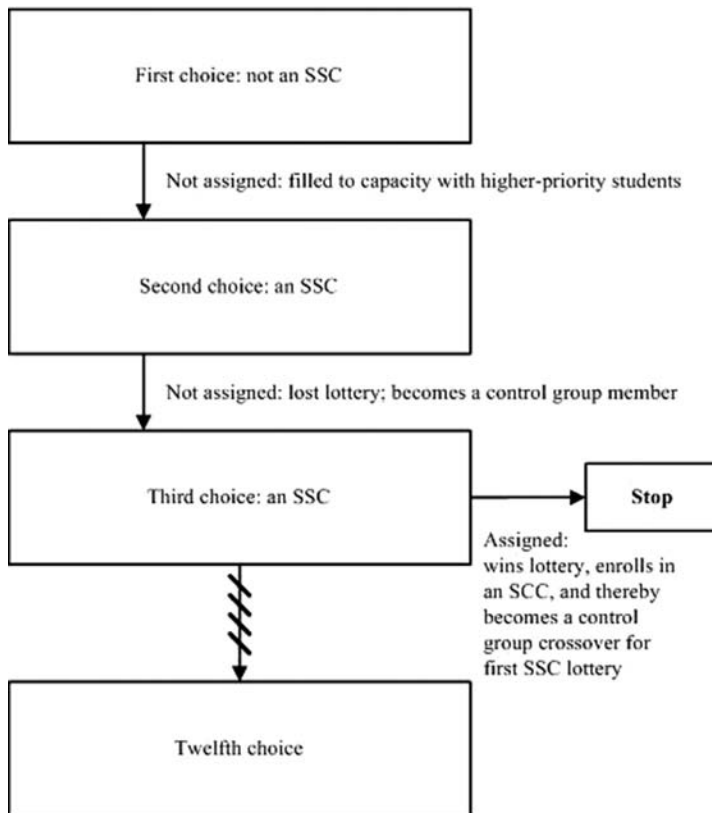 First choice: not an SSC
Not assigned: filled to capacity with higher-priority students
Second choice: an SSC
Not assigned: lost lottery; becomes a control group member
Third choice: an SSC
Stop
Assigned:
wins lottery, enrolls in
an SCC, and thereby
becomes a control
group crossover for
first SSC lottery
Twelfth choice